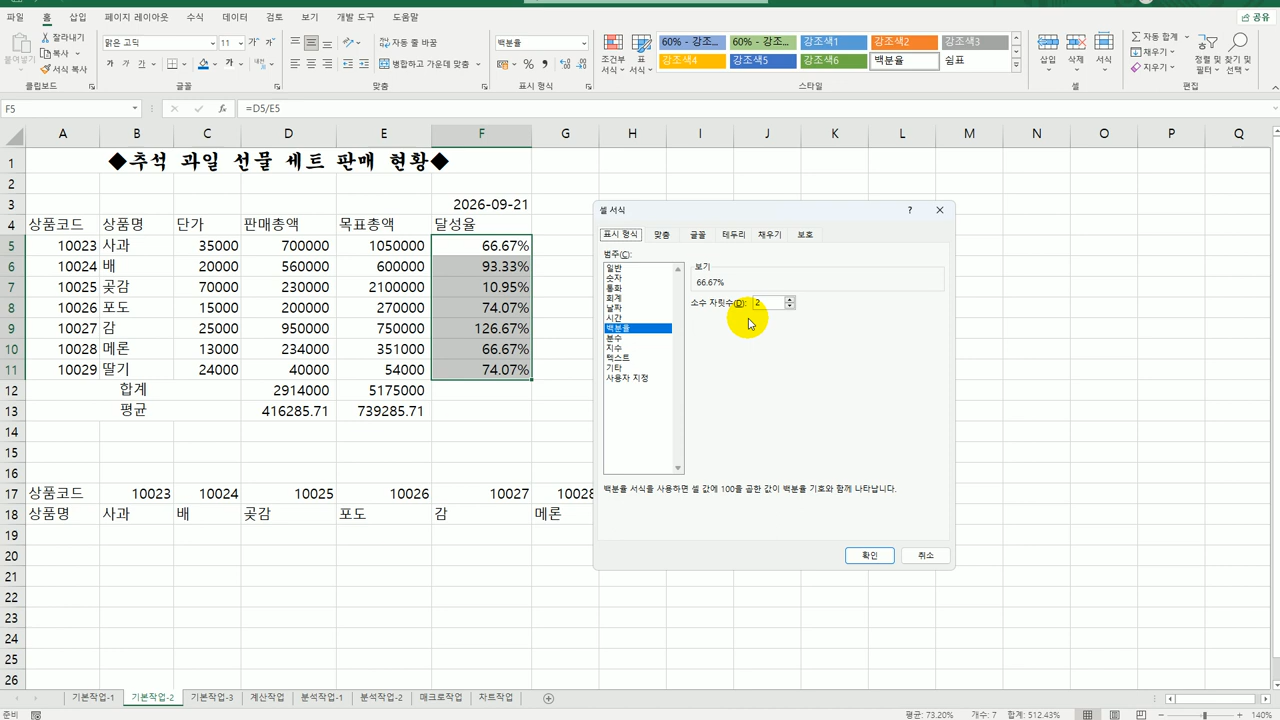 파일 홈 삽입 페이지 레이아웃 수식 데이터 검토 보기 개발 도구 도움말 공유
붙여넣기 잘라내기 복사 서식 복사
맑은 고딕 11 가 가 가 가 가
자동 줄 바꿈
병합하고 가운데 맞춤
백분율
조건부 서식 표 서식
60% - 강조... 60% - 강조... 강조색1 강조색2 강조색3
강조색4 강조색5 강조색6 백분율 쉼표
삽입 삭제 서식
자동 합계 채우기 지우기
정렬 및 필터 찾기 및 선택
클립보드 글꼴 맞춤 표시 형식 스타일 셀 편집
F5 fx =D5/E5
A B C D E F G H I J K L M N O P Q
1 ◆추석 과일 선물 세트 판매 현황◆
2
3 2026-09-21
4 상품코드 상품명 단가 판매총액 목표총액 달성율
5 10023 사과 35000 700000 1050000 66.67%
6 10024 배 20000 560000 600000 93.33%
7 10025 곶감 70000 230000 2100000 10.95%
8 10026 포도 15000 200000 270000 74.07%
9 10027 감 25000 950000 750000 126.67%
10 10028 메론 13000 234000 351000 66.67%
11 10029 딸기 24000 40000 54000 74.07%
12 합계 2914000 5175000
13 평균 416285.71 739285.71
14
15
16
17 상품코드 10023 10024 10025 10026 10027 10028
18 상품명 사과 배 곶감 포도 감 메론
19
20
21
22
23
24
25
26
셀 서식 ?
표시 형식 맞춤 글꼴 테두리 채우기 보호
범주(C):
일반
숫자
통화
회계
날짜
시간
백분율
분수
지수
텍스트
기타
사용자 지정
보기
66.67%
소수 자릿수(D): 2
백분율 서식을 사용하면 셀 값에 100을 곱한 값이 백분율 기호와 함께 나타납니다.
확인 취소
기본작업-1 기본작업-2 기본작업-3 계산작업 분석작업-1 분석작업-2 매크로작업 차트작업
준비 평균: 73.20% 개수: 7 합계: 512.43% 140%